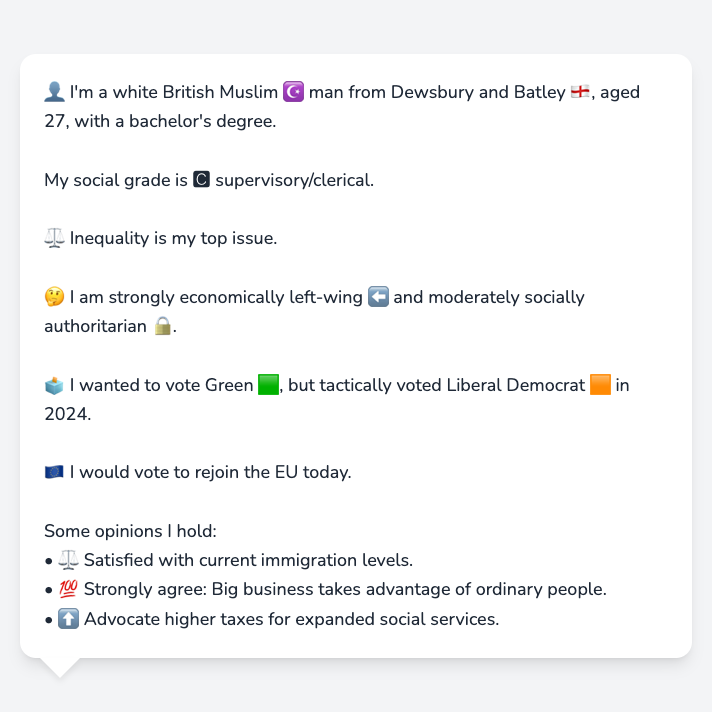 👤 I'm a white British Muslim ☪️ man from Dewsbury and Batley 🏴󠁧󠁢󠁥󠁮󠁧󠁿, aged
27, with a bachelor's degree.
My social grade is 🅲 supervisory/clerical.
⚖️ Inequality is my top issue.
🤔 I am strongly economically left-wing ⬅️ and moderately socially
authoritarian 🔒.
🗳️ I wanted to vote Green 🟩, but tactically voted Liberal Democrat 🟧 in
2024.
🇪🇺 I would vote to rejoin the EU today.
Some opinions I hold:
• ⚖️ Satisfied with current immigration levels.
• 💯 Strongly agree: Big business takes advantage of ordinary people.
• ⬆️ Advocate higher taxes for expanded social services.